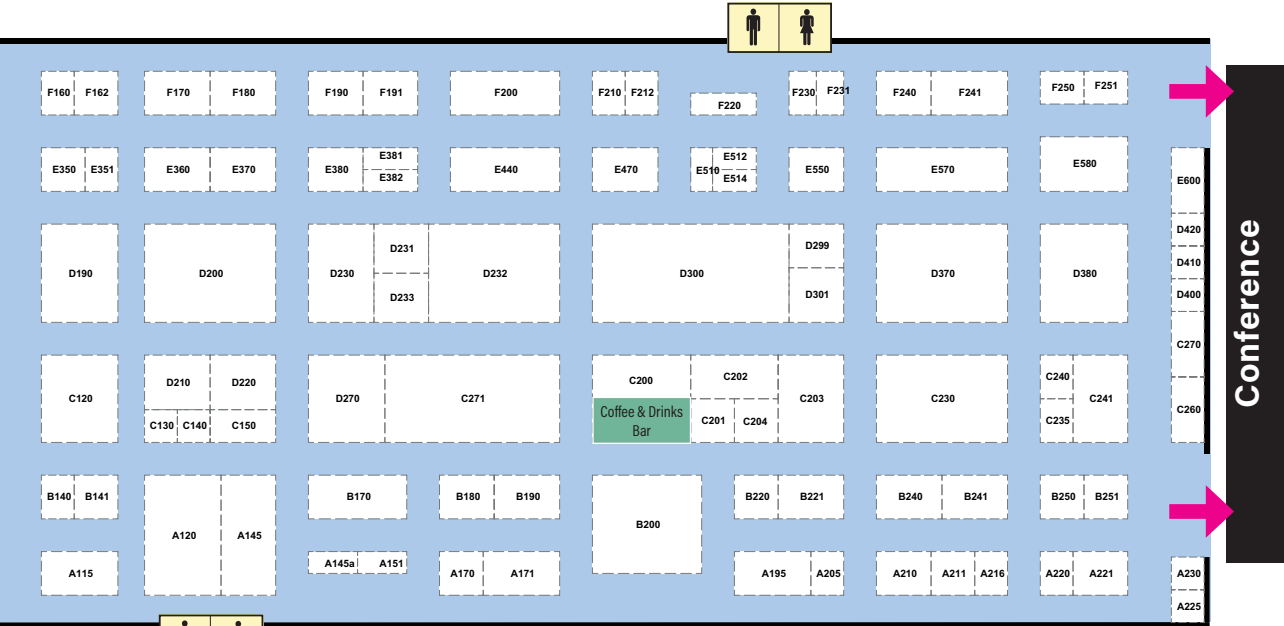 F160 F162 F170 F180 F190 F191 F200 F210 F212 F220 F230 F231 F240 F241 F250 F251
E350 E351 E360 E370 E380 E381 E382 E440 E470 E510 E512 E514 E550 E570 E580 E600
D190 D200 D230 D231 D233 D232 D300 D299 D301 D370 D380 D420 D410 D400
Conference
C120 D210 D220 C130 C140 C150 D270 C271 C200 C202 C201 C204 C203 C230 C240 C235 C241 C270 C260
Coffee & Drinks
Bar
B140 B141 A120 A145 B170 B180 B190 B200 B220 B221 B240 B241 B250 B251
A115 A145a A151 A170 A171 A195 A205 A210 A211 A216 A220 A221 A230
A225